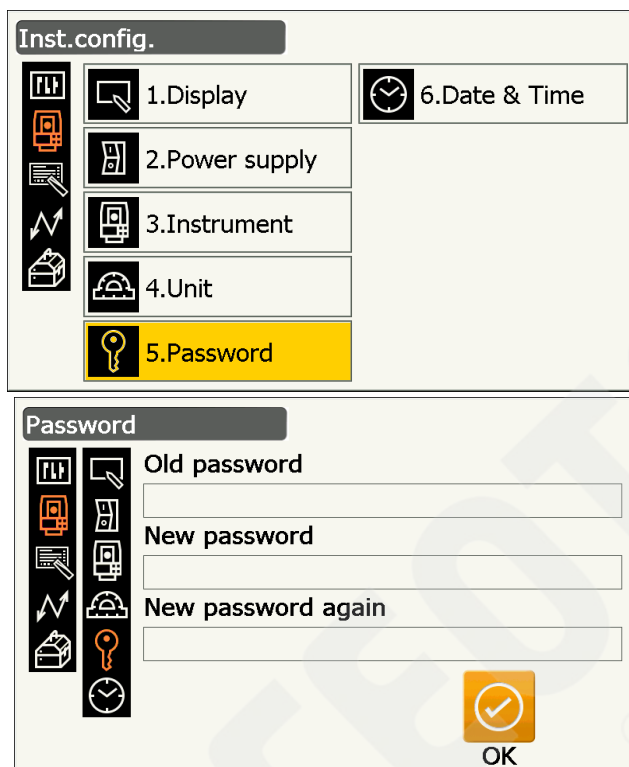 Inst.config.
1.Display
6.Date & Time
2.Power supply
3.Instrument
4.Unit
5.Password
Password
Old password
New password
New password again
OK